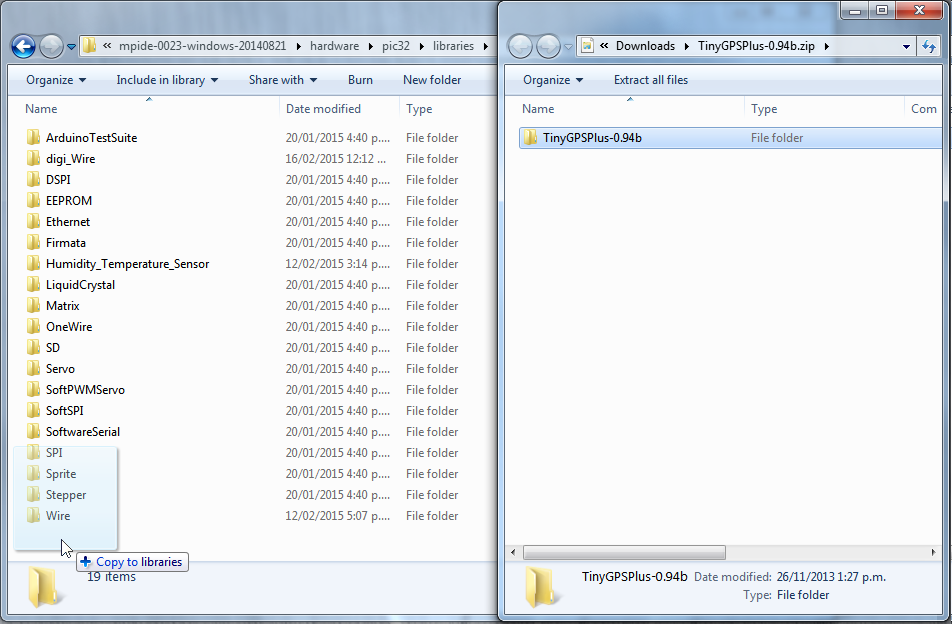 « mpide-0023-windows-20140821 ▸ hardware ▸ pic32 ▸ libraries ▸
Organize Include in library Share with Burn New folder
Name Date modified Type
ArduinoTestSuite 20/01/2015 4:40 p.... File folder
digi_Wire 16/02/2015 12:12 ... File folder
DSPI 20/01/2015 4:40 p.... File folder
EEPROM 20/01/2015 4:40 p.... File folder
Ethernet 20/01/2015 4:40 p.... File folder
Firmata 20/01/2015 4:40 p.... File folder
Humidity_Temperature_Sensor 12/02/2015 3:14 p.... File folder
LiquidCrystal 20/01/2015 4:40 p.... File folder
Matrix 20/01/2015 4:40 p.... File folder
OneWire 20/01/2015 4:40 p.... File folder
SD 20/01/2015 4:40 p.... File folder
Servo 20/01/2015 4:40 p.... File folder
SoftPWMServo 20/01/2015 4:40 p.... File folder
SoftSPI 20/01/2015 4:40 p.... File folder
SoftwareSerial 20/01/2015 4:40 p.... File folder
SPI 20/01/2015 4:40 p.... File folder
Sprite 20/01/2015 4:40 p.... File folder
Stepper 20/01/2015 4:40 p.... File folder
Wire 12/02/2015 5:07 p.... File folder
Copy to libraries
19 items
« Downloads ▸ TinyGPSPlus-0.94b.zip ▸
Organize Extract all files
Name Type Com
TinyGPSPlus-0.94b File folder
TinyGPSPlus-0.94b Date modified: 26/11/2013 1:27 p.m.
Type: File folder